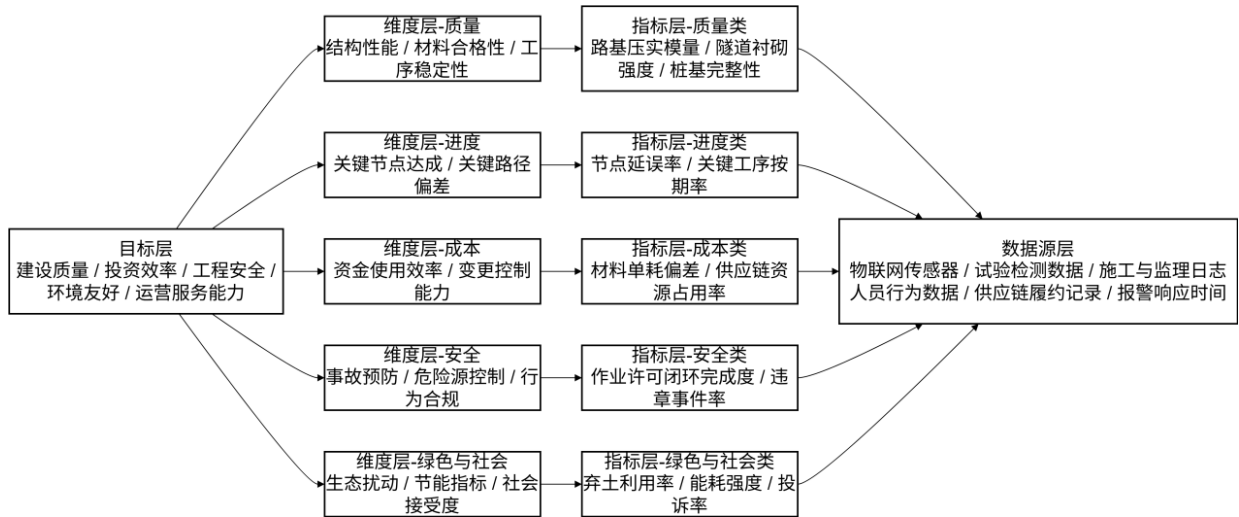 目标层
建设质量 / 投资效率 / 工程安全 /
环境友好 / 运营服务能力
维度层-质量
结构性能 / 材料合格性 / 工
序稳定性
指标层-质量类
路基压实模量 / 隧道衬砌
强度 / 桩基完整性
维度层-进度
关键节点达成 / 关键路径
偏差
指标层-进度类
节点延误率 / 关键工序按
期率
维度层-成本
资金使用效率 / 变更控制
能力
指标层-成本类
材料单耗偏差 / 供应链资
源占用率
维度层-安全
事故预防 / 危险源控制 / 行
为合规
指标层-安全类
作业许可闭环完成度 / 违
章事件率
维度层-绿色与社会
生态扰动 / 节能指标 / 社会
接受度
指标层-绿色与社会类
弃土利用率 / 能耗强度 / 投
诉率
数据源层
物联网传感器 / 试验检测数据 / 施工与监理日志
人员行为数据 / 供应链履约记录 / 报警响应时间